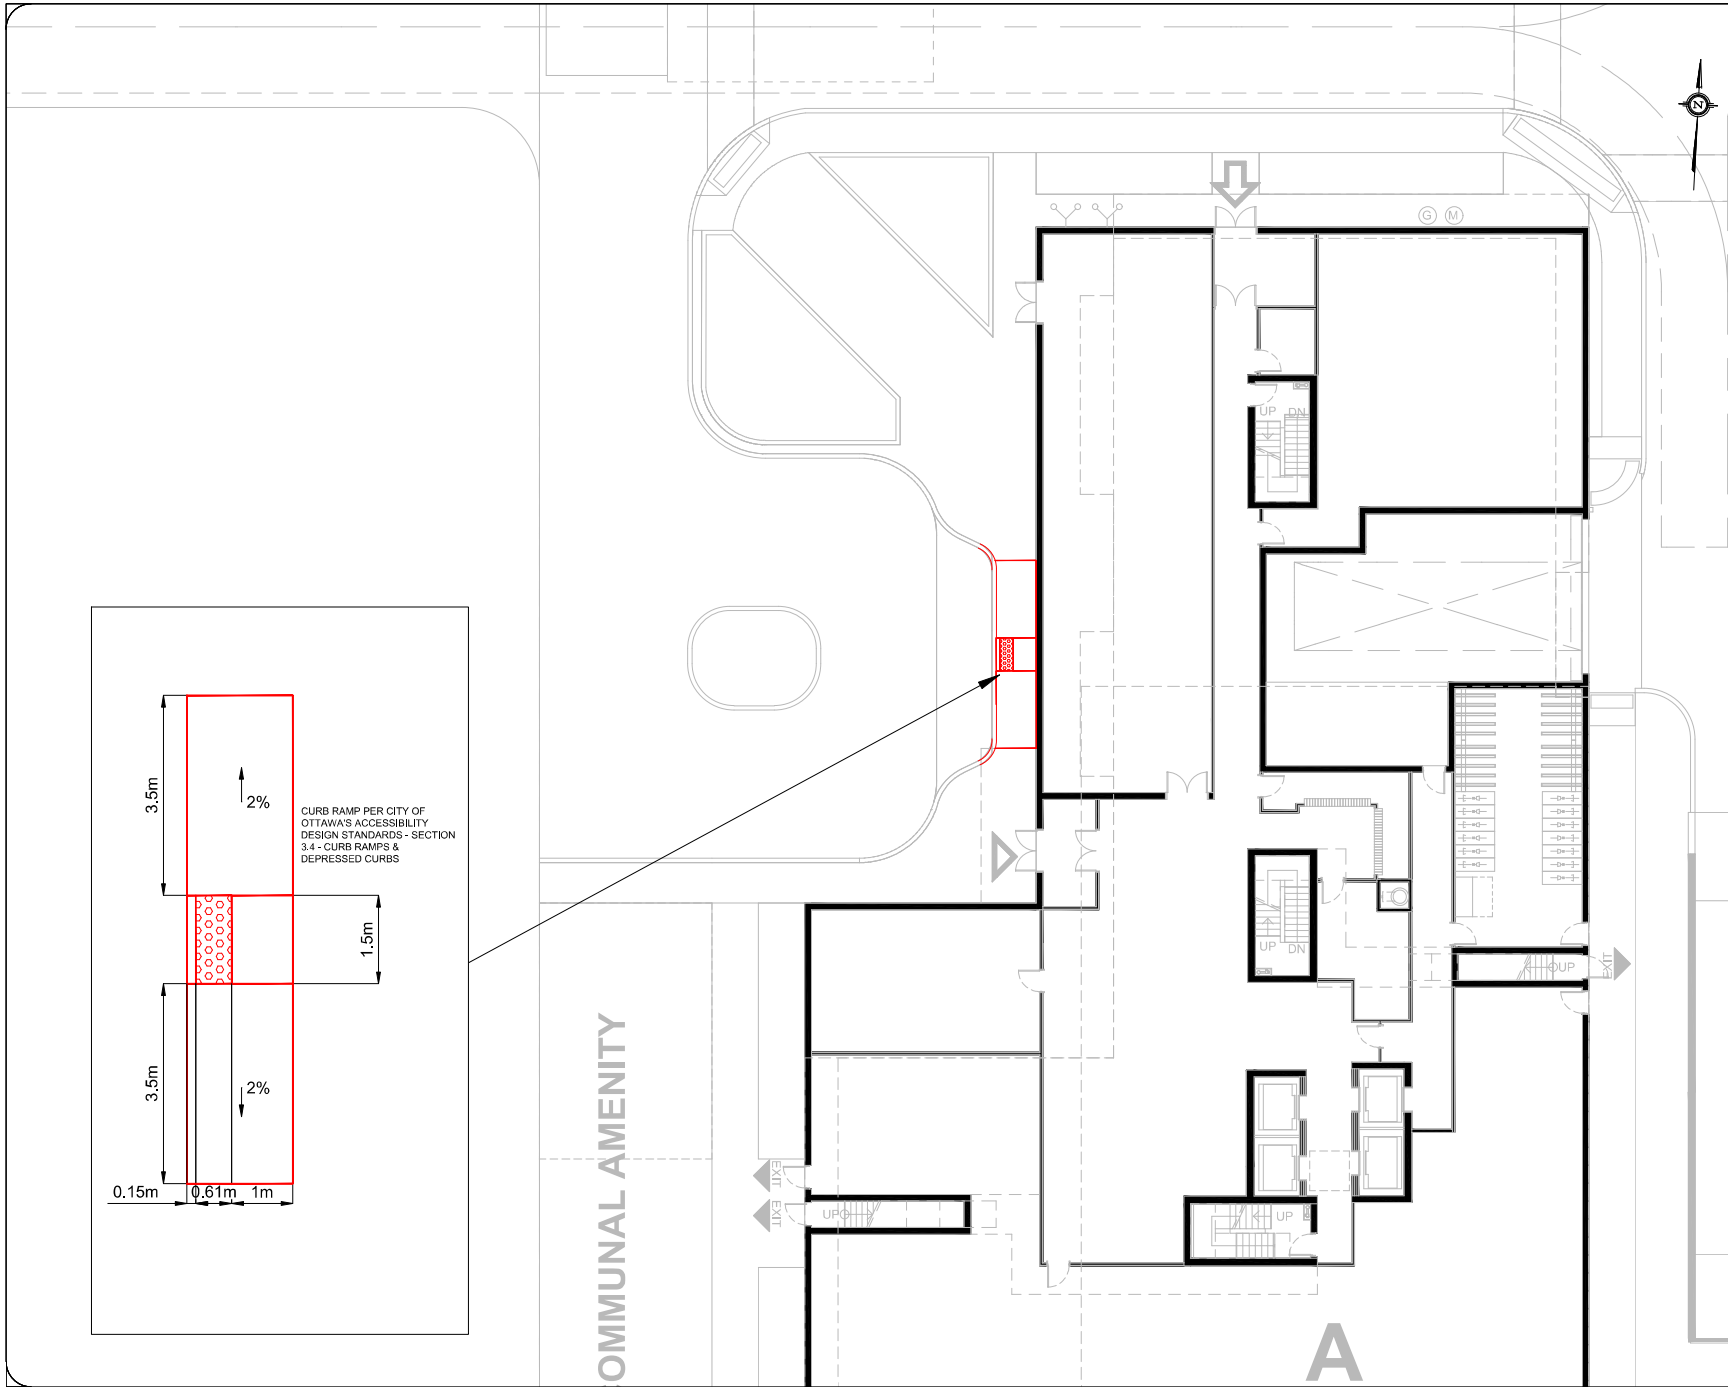 N
G
M
UP
DN
3.5m
2%
CURB RAMP PER CITY OF
OTTAWA'S ACCESSIBILITY
DESIGN STANDARDS - SECTION
3.4 - CURB RAMPS &
DEPRESSED CURBS
1.5m
3.5m
2%
0.15m
0.61m
1m
UP
DN
UP
EXIT
COMMUNAL AMENITY
EXIT
EXIT
UP
UP
A